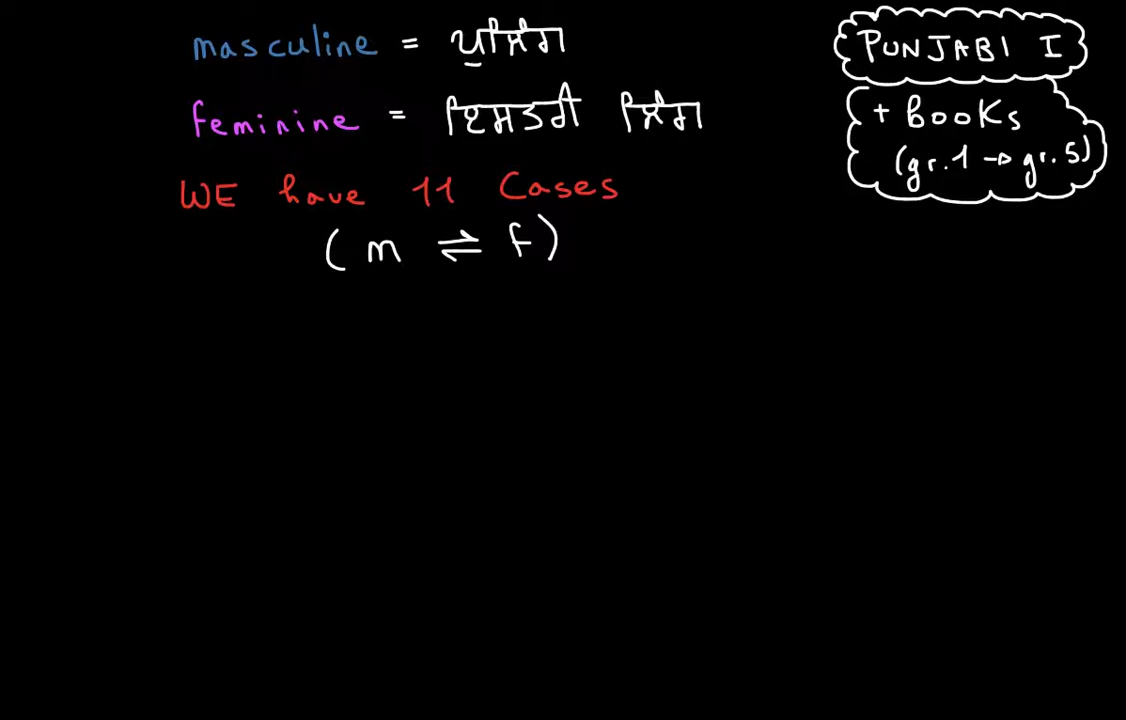 masculine = ਪੁਲਿੰਗ
feminine = ਇਸਤਰੀ ਲਿੰਗ
WE have 11 Cases
(m ⇌ f)
PUNJABI I
+ Books
(gr.1 → gr.5)